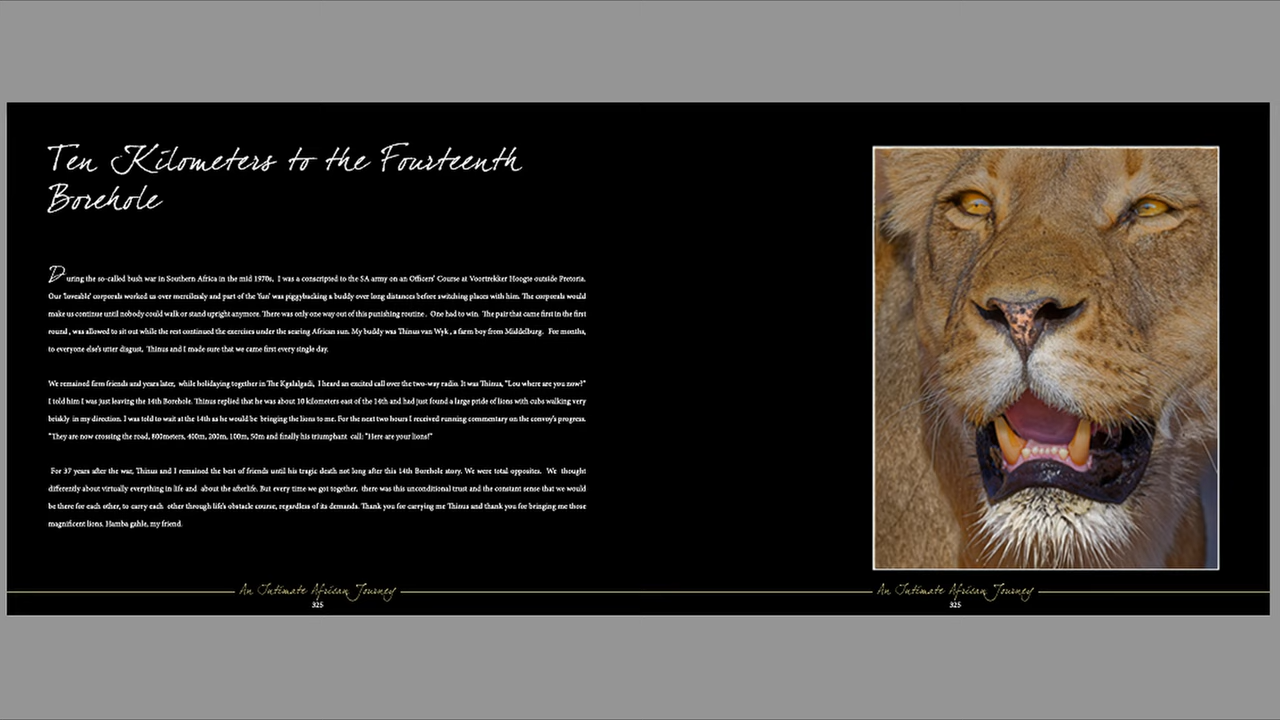 Ten Kilometers to the Fourteenth
Borehole
During the so-called bush war in Southern Africa in the mid 1970s, I was a conscripted to the SA army on an Officers' Course at Voortrekker Hoogte outside Pretoria.
Our 'loveable' corporals worked us over mercilessly and part of the 'fun' was piggybacking a buddy over long distances before switching places with him. The corporals would
make us continue until nobody could walk or stand upright anymore. There was only one way out of this punishing routine . One had to win. The pair that came first in the first
round , was allowed to sit out while the rest continued the exercises under the searing African sun. My buddy was Thinus van Wyk , a farm boy from Middelburg. For months,
to everyone else's utter disgust, Thinus and I made sure that we came first every single day.
We remained firm friends and years later, while holidaying together in The Kgalalgadi, I heard an excited call over the two-way radio. It was Thinus, "Lou where are you now?"
I told him I was just leaving the 14th Borehole. Thinus replied that he was about 10 kilometers east of the 14th and had just found a large pride of lions with cubs walking very
briskly in my direction. I was told to wait at the 14th as he would be bringing the lions to me. For the next two hours I received running commentary on the convoy's progress.
"They are now crossing the road, 800meters, 400m, 200m, 100m, 50m and finally his triumphant call: "Here are your lions!"
For 37 years after the war, Thinus and I remained the best of friends until his tragic death not long after this 14th Borehole story. We were total opposites. We thought
differently about virtually everything in life and about the afterlife. But every time we got together, there was this unconditional trust and the constant sense that we would
be there for each other, to carry each other through life's obstacle course, regardless of its demands. Thank you for carrying me Thinus and thank you for bringing me those
magnificent lions. Hamba gahle, my friend.
An Intimate African Journey
325
An Intimate African Journey
325